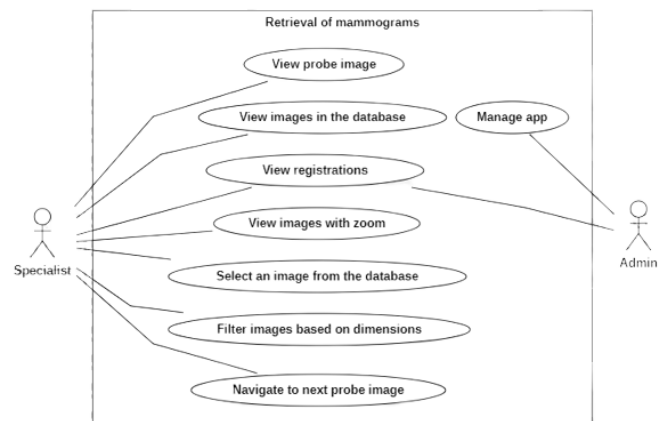 Retrieval of mammograms
View probe image
View images in the database
Manage app
View registrations
View images with zoom
Specialist
Admin
Select an image from the database
Filter images based on dimensions
Navigate to next probe image